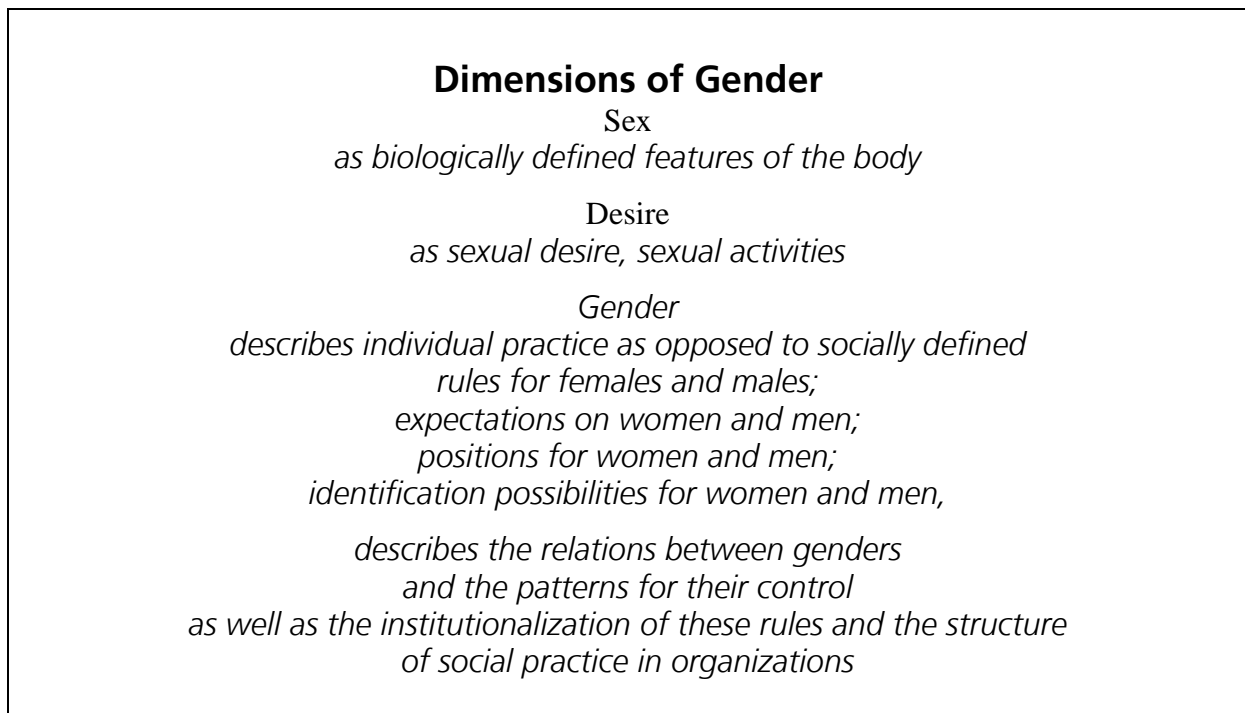 Dimensions of Gender
Sex
as biologically defined features of the body
Desire
as sexual desire, sexual activities
Gender
describes individual practice as opposed to socially defined
rules for females and males;
expectations on women and men;
positions for women and men;
identification possibilities for women and men,
describes the relations between genders
and the patterns for their control
as well as the institutionalization of these rules and the structure
of social practice in organizations